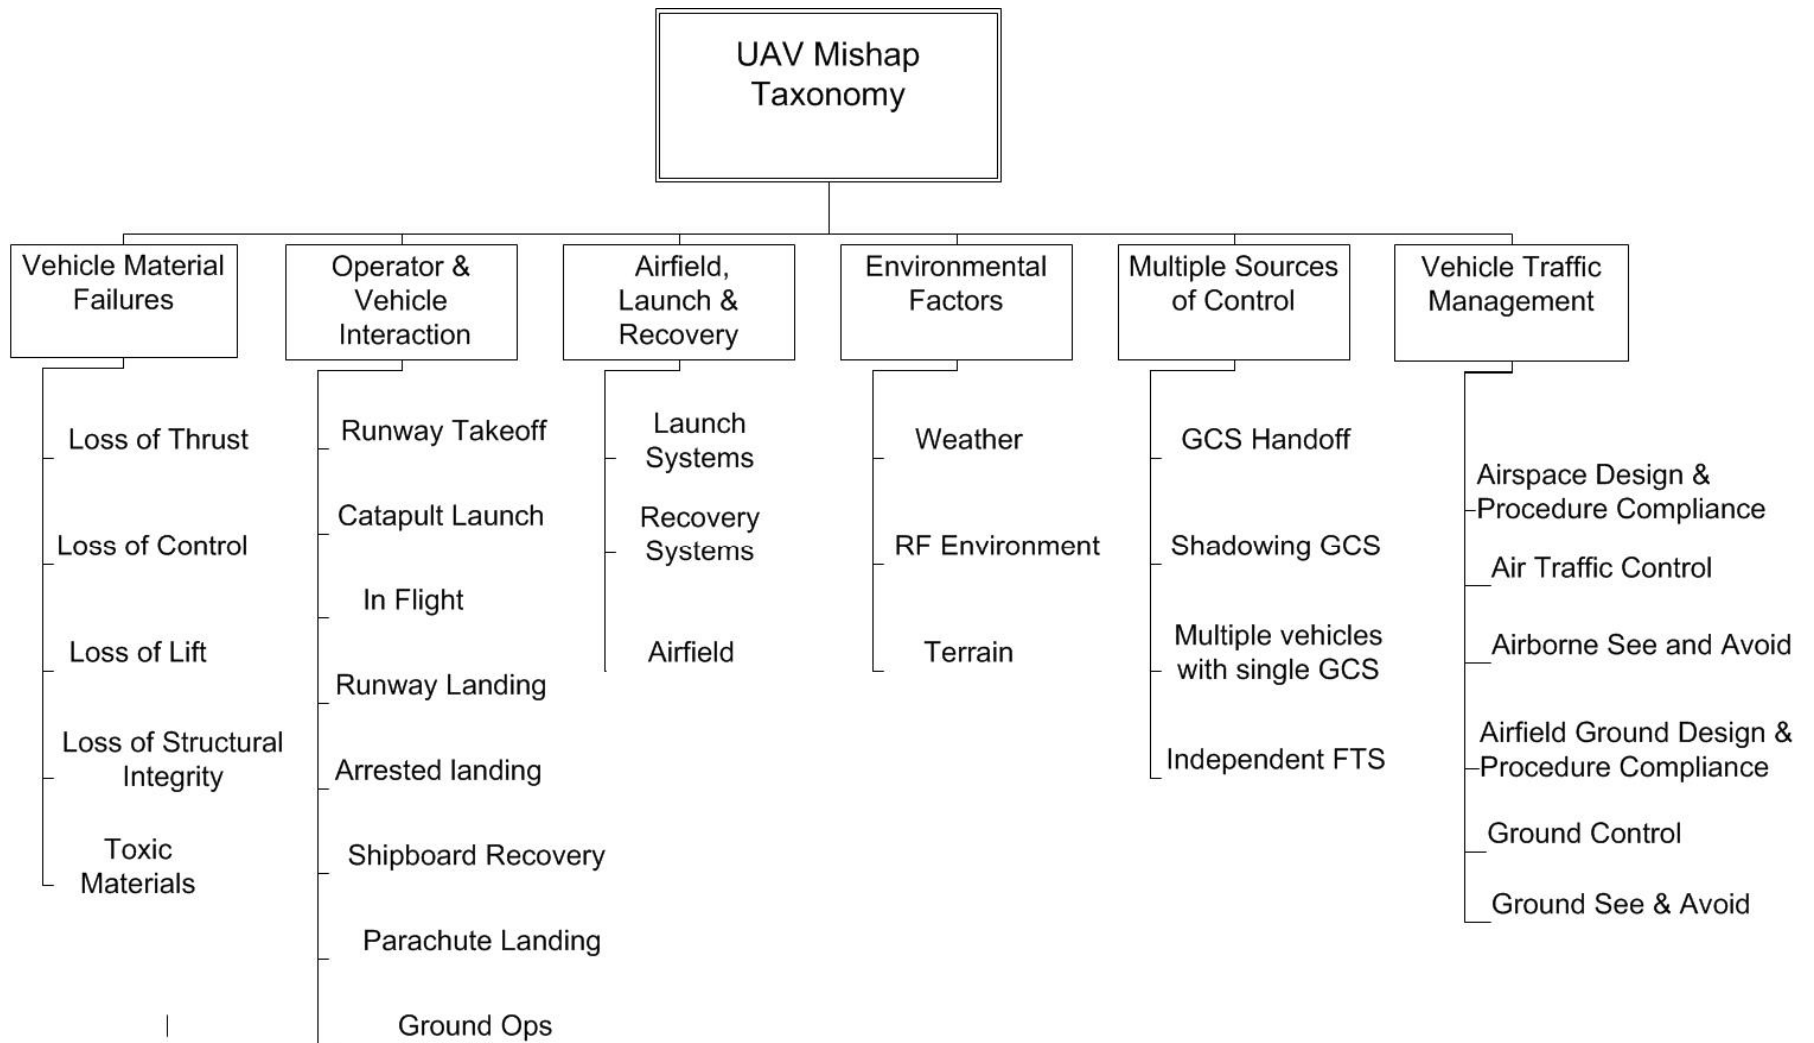 UAV Mishap
Taxonomy
Vehicle Material
Failures
Operator &
Vehicle
Interaction
Airfield,
Launch &
Recovery
Environmental
Factors
Multiple Sources
of Control
Vehicle Traffic
Management
Loss of Thrust
Loss of Control
Loss of Lift
Loss of Structural
Integrity
Toxic
Materials
Runway Takeoff
Catapult Launch
In Flight
Runway Landing
Arrested landing
Shipboard Recovery
Parachute Landing
Ground Ops
Launch
Systems
Recovery
Systems
Airfield
Weather
RF Environment
Terrain
GCS Handoff
Shadowing GCS
Multiple vehicles
with single GCS
Independent FTS
Airspace Design &
Procedure Compliance
Air Traffic Control
Airborne See and Avoid
Airfield Ground Design &
Procedure Compliance
Ground Control
Ground See & Avoid